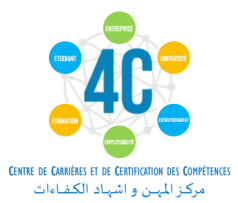 ENTREPRISE
ETUDIANT
UNIVERSITÉ
4C
FORMATION
ENTREPRENARIAT
EMPLOYABILITÉ
CENTRE DE CARRIÈRES ET DE CERTIFICATION DES COMPÉTENCES
مركز المهن و اشهاد الكفاءات